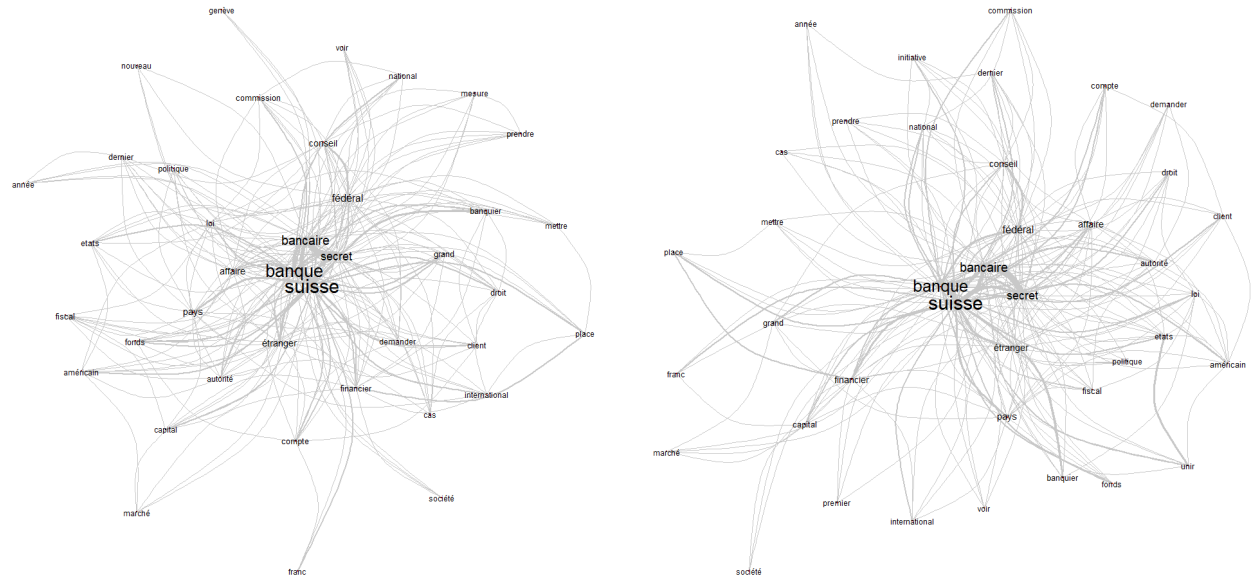 genève
voir
nouveau
national
commission
mesure
prendre
conseil
dernier
politique
année
fédéral
banquier
loi
mettre
bancaire
etats
secret
grand
banque
affaire
suisse
droit
pays
fiscal
place
fonds
étranger
demander
client
américain
autorité
financier
international
cas
capital
compte
société
marché
franc
commission
année
initiative
dernier
compte
demander
prendre
national
cas
conseil
droit
mettre
client
affaire
fédéral
place
autorité
bancaire
banque
secret
loi
suisse
grand
etats
étranger
politique
américain
franc
financier
fiscal
pays
capital
marché
unir
banquier
fonds
premier
voir
international
société